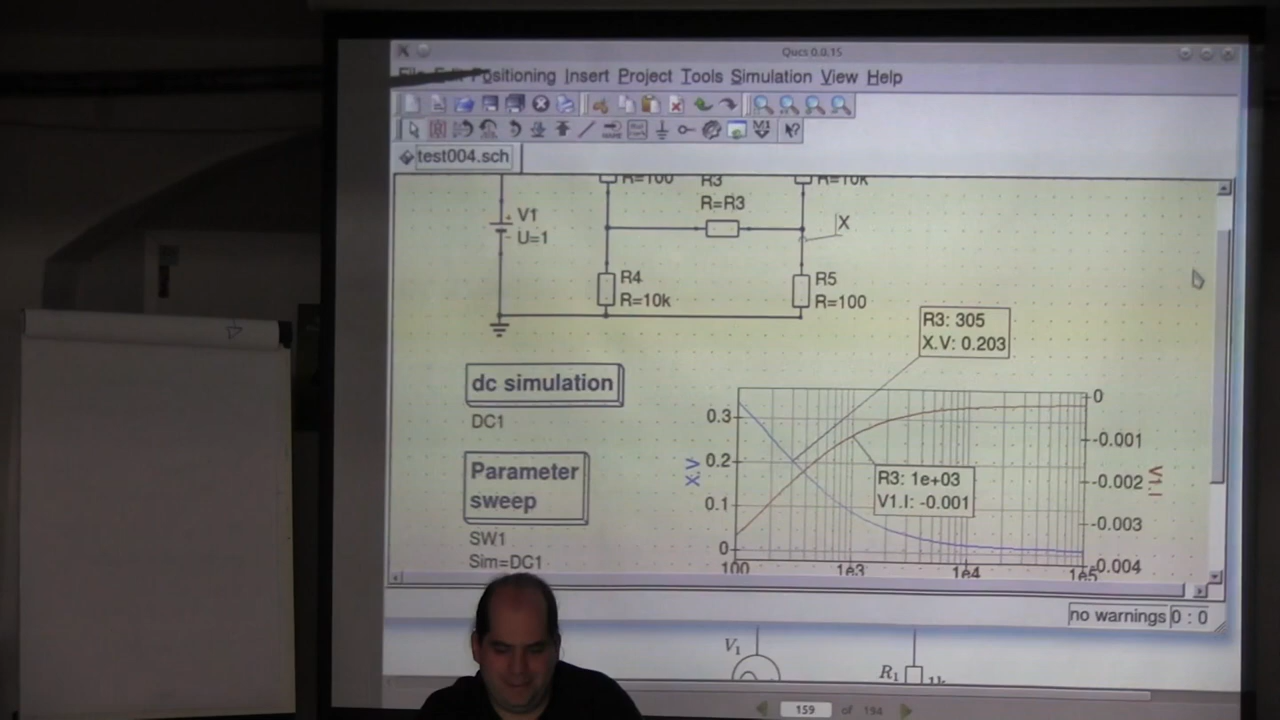 Qucs 0.0.15
File Edit Positioning Insert Project Tools Simulation View Help
test004.sch
R=100
R3
R=10k
R=R3
V1
U=1
X
R4
R=10k
R5
R=100
R3: 305
X.V: 0.203
dc simulation
DC1
Parameter
sweep
SW1
Sim=DC1
X.V
0.3
0.2
0.1
0
100
1e3
1e4
1e5
R3: 1e+03
V1.I: -0.001
0
-0.001
-0.002
-0.003
-0.004
V1.I
no warnings 0 : 0
V1
R1
159 of 194